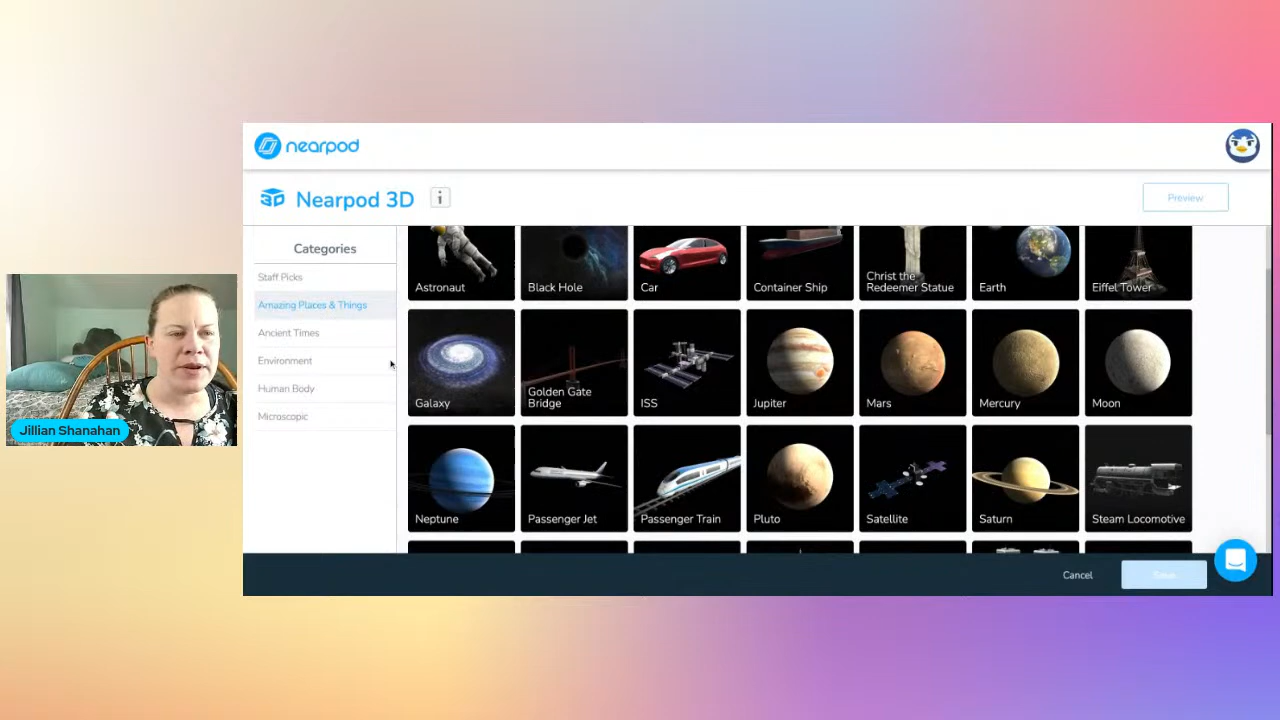 nearpod
3D Nearpod 3D i
Preview
Categories
Staff Picks
Amazing Places & Things
Ancient Times
Environment
Human Body
Microscopic
Astronaut
Black Hole
Car
Container Ship
Christ the
Redeemer Statue
Earth
Eiffel Tower
Galaxy
Golden Gate
Bridge
ISS
Jupiter
Mars
Mercury
Moon
Neptune
Passenger Jet
Passenger Train
Pluto
Satellite
Saturn
Steam Locomotive
Cancel
Save
Jillian Shanahan